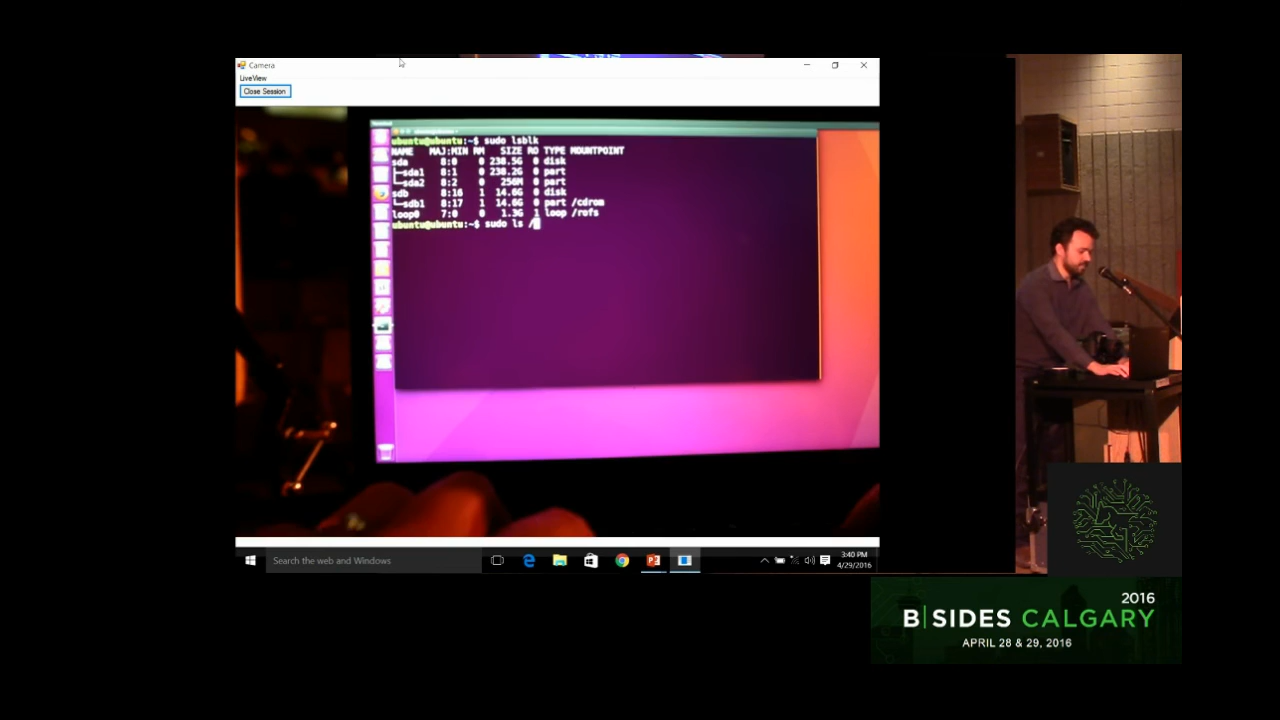 Camera
LiveView
Close Session
ubuntu@ubuntu:~$ sudo lsblk
NAME MAJ:MIN RM SIZE RO TYPE MOUNTPOINT
sda 8:0 0 238.5G 0 disk
├─sda1 8:1 0 238.2G 0 part
└─sda2 8:2 0 256M 0 part
sdb 8:16 1 14.6G 0 disk
└─sdb1 8:17 1 14.6G 0 part /cdrom
loop0 7:0 0 1.3G 1 loop /rofs
ubuntu@ubuntu:~$ sudo ls /
Search the web and Windows
3:40 PM
4/29/2016
2016
B|SIDES CALGARY
APRIL 28 & 29, 2016